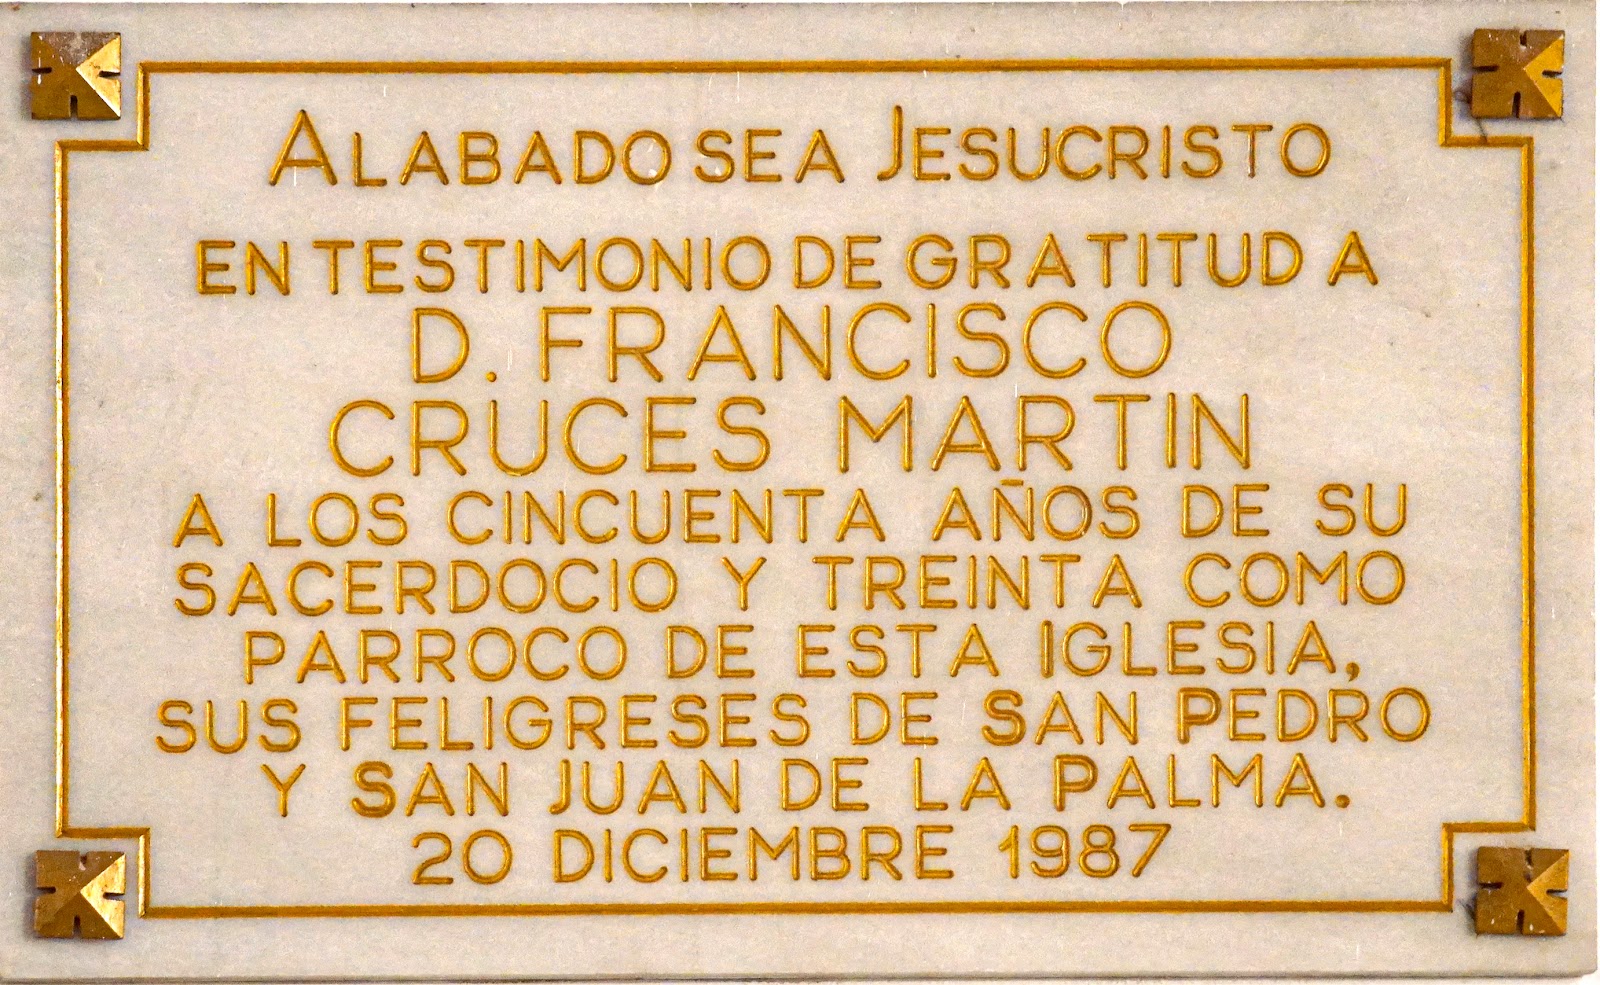 ALABADO SEA JESUCRISTO
EN TESTIMONIO DE GRATITUD A
D. FRANCISCO
CRUCES MARTIN
A LOS CINCUENTA AÑOS DE SU
SACERDOCIO Y TREINTA COMO
PARROCO DE ESTA IGLESIA,
SUS FELIGRESES DE SAN PEDRO
Y SAN JUAN DE LA PALMA.
20 DICIEMBRE 1987